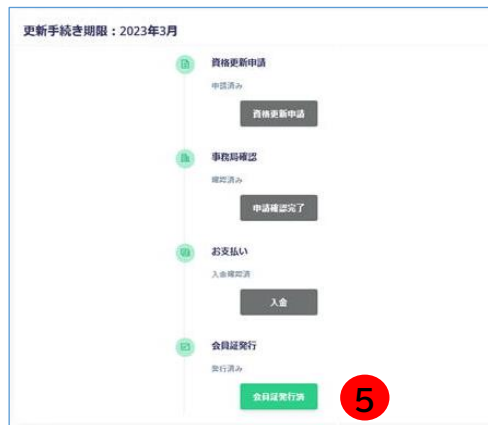 更新手続き期限：2023年3月
資格更新申請
申請済み
資格更新申請
事務局確認
確認済み
申請確認完了
お支払い
入金確認済
入金
会員証発行
発行済み
会員証発行済
5